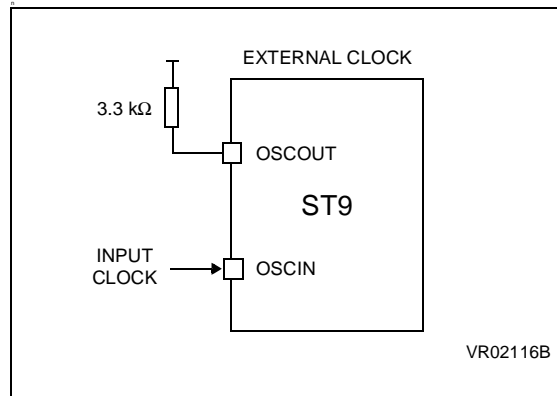 EXTERNAL CLOCK
3.3 kΩ
OSCOUT
ST9
INPUT
CLOCK
OSCIN
VR02116B